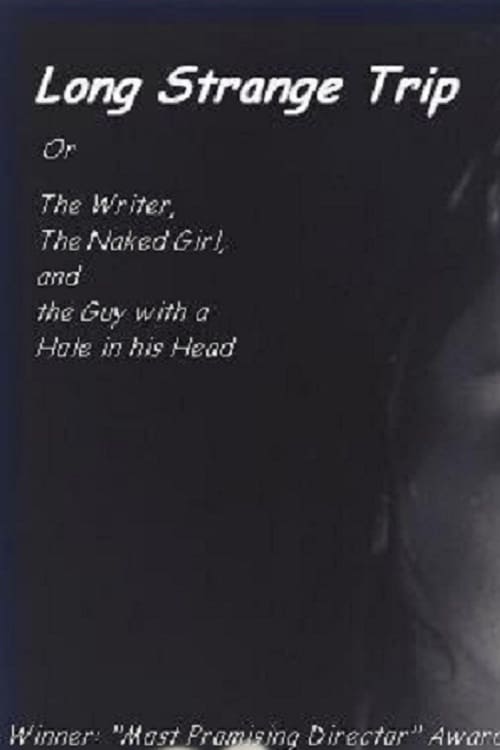 Long Strange Trip
Or
The Writer,
The Naked Girl,
and
the Guy with a
Hole in his Head
Winner: "Most Promising Director" Award